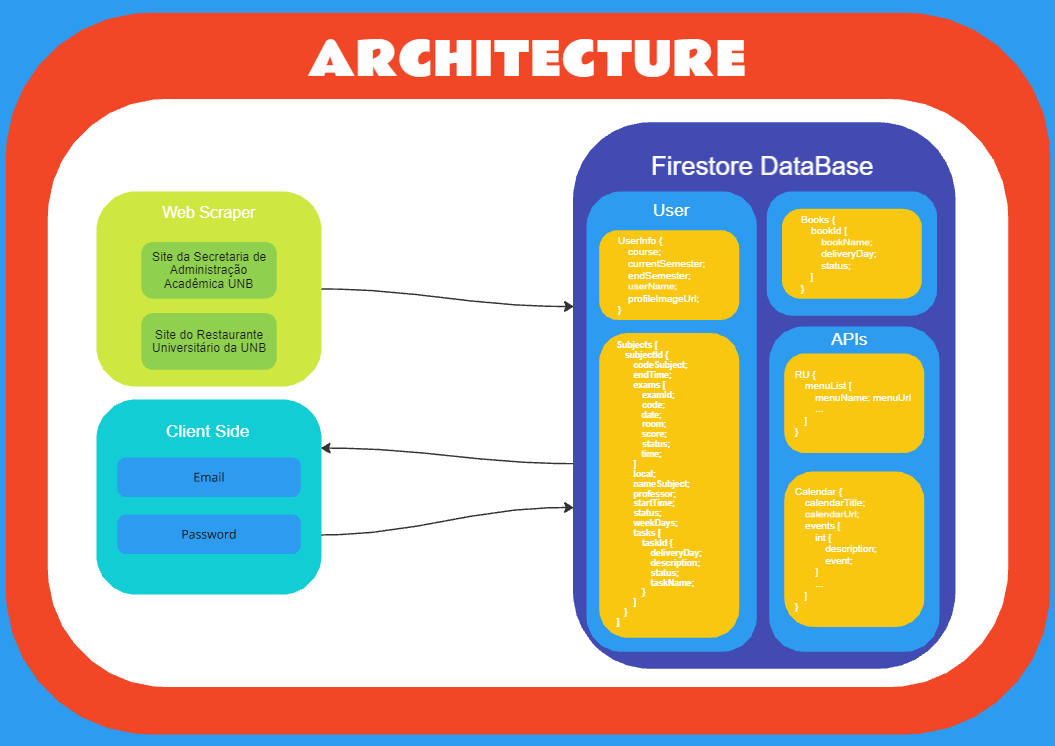 ARCHITECTURE
Web Scraper
Site da Secretaria de
Administração
Acadêmica UNB
Site do Restaurante
Universitário da UNB
Client Side
Email
Password
Firestore DataBase
User
UserInfo {
course;
currentSemester;
endSemester;
userName;
profileImageUrl;
}
Subjects [
subjectId {
codeSubject;
endTime;
exams [
examId;
code;
date;
room;
score;
status;
time;
]
local;
nameSubject;
professor;
startTime;
status;
weekDays;
tasks [
taskId {
deliveryDay;
description;
status;
taskName;
}
]
}
]
Books {
bookId [
bookName;
deliveryDay;
status;
]
}
APIs
RU {
menuList [
menuName: menuUrl
...
]
}
Calendar {
calendarTitle;
calendarUrl;
events [
int [
description;
event;
]
...
]
}